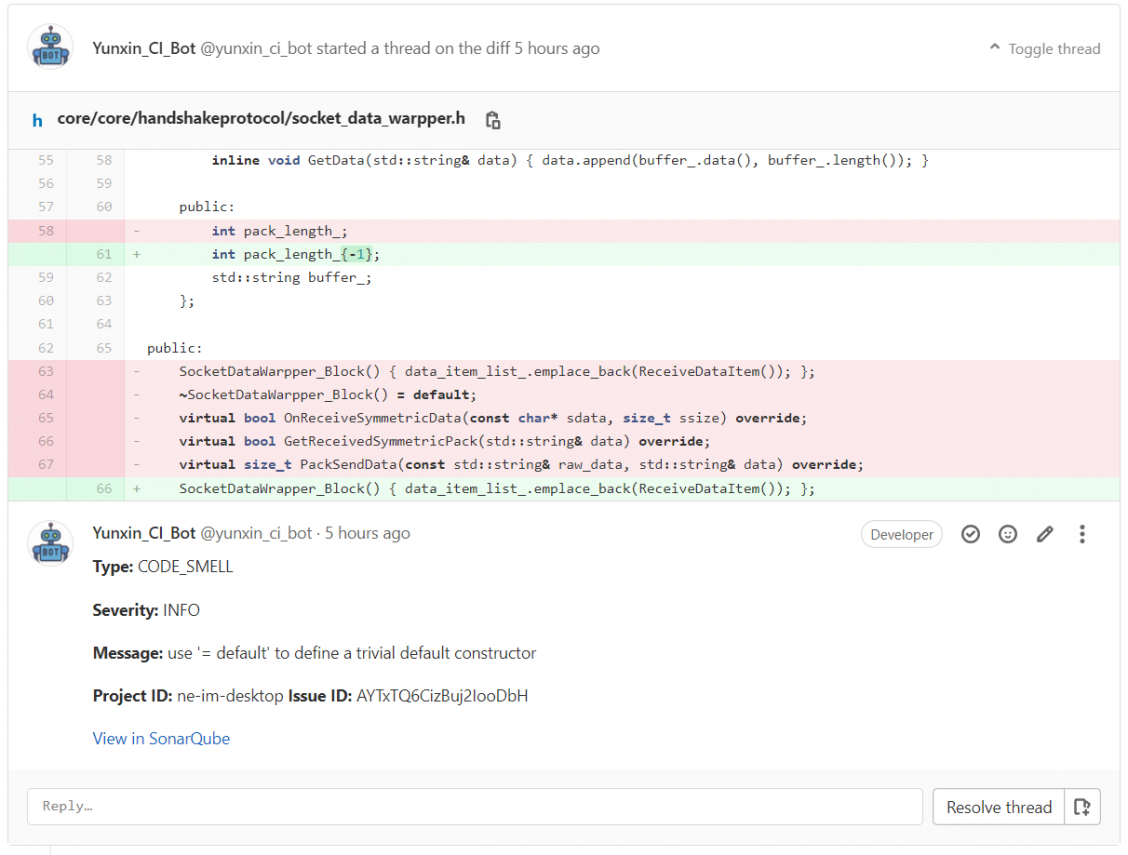 BOT
Yunxin_CI_Bot @yunxin_ci_bot started a thread on the diff 5 hours ago
Toggle thread
h core/core/handshakeprotocol/socket_data_warpper.h
55 58 inline void GetData(std::string& data) { data.append(buffer_.data(), buffer_.length()); }
56 59
57 60 public:
58 - int pack_length_;
61 + int pack_length_{-1};
59 62 std::string buffer_;
60 63 };
61 64
62 65 public:
63 - SocketDataWarpper_Block() { data_item_list_.emplace_back(ReceiveDataItem()); };
64 - ~SocketDataWarpper_Block() = default;
65 - virtual bool OnReceiveSymmetricData(const char* sdata, size_t ssize) override;
66 - virtual bool GetReceivedSymmetricPack(std::string& data) override;
67 - virtual size_t PackSendData(const std::string& raw_data, std::string& data) override;
66 + SocketDataWrapper_Block() { data_item_list_.emplace_back(ReceiveDataItem()); };
BOT
Yunxin_CI_Bot @yunxin_ci_bot · 5 hours ago
Developer
Type: CODE_SMELL
Severity: INFO
Message: use '= default' to define a trivial default constructor
Project ID: ne-im-desktop Issue ID: AYTxTQ6CizBuj2IooDbH
View in SonarQube
Reply…
Resolve thread